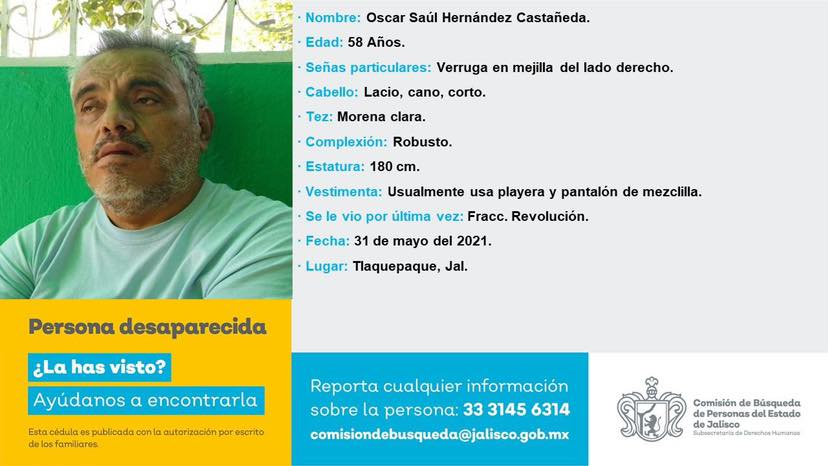 · Nombre: Oscar Saúl Hernández Castañeda.
· Edad: 58 Años.
· Señas particulares: Verruga en mejilla del lado derecho.
· Cabello: Lacio, cano, corto.
· Tez: Morena clara.
· Complexión: Robusto.
· Estatura: 180 cm.
· Vestimenta: Usualmente usa playera y pantalón de mezclilla.
· Se le vio por última vez: Fracc. Revolución.
· Fecha: 31 de mayo del 2021.
· Lugar: Tlaquepaque, Jal.
Persona desaparecida
¿La has visto?
Ayúdanos a encontrarla
Esta cédula es publicada con la autorización por escrito
de los familiares.
Reporta cualquier información
sobre la persona: 33 3145 6314
comisiondebusqueda@jalisco.gob.mx
Comisión de Búsqueda
de Personas del Estado
de Jalisco
Subsecretaría de Derechos Humanos